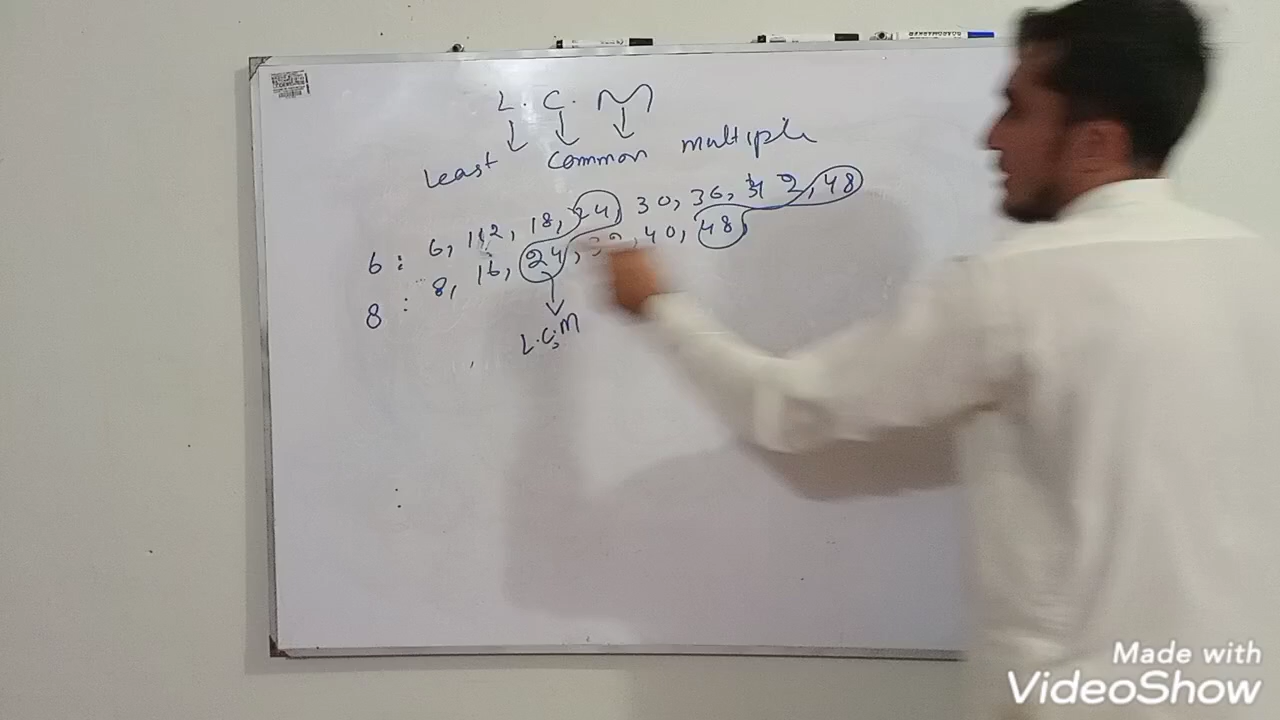 L. C. M
Least Common multiple
6: 6, 12, 18, 24, 30, 36, 42, 48
8: 8, 16, 24, 32, 40, 48
L.C.M
Made with
VideoShow